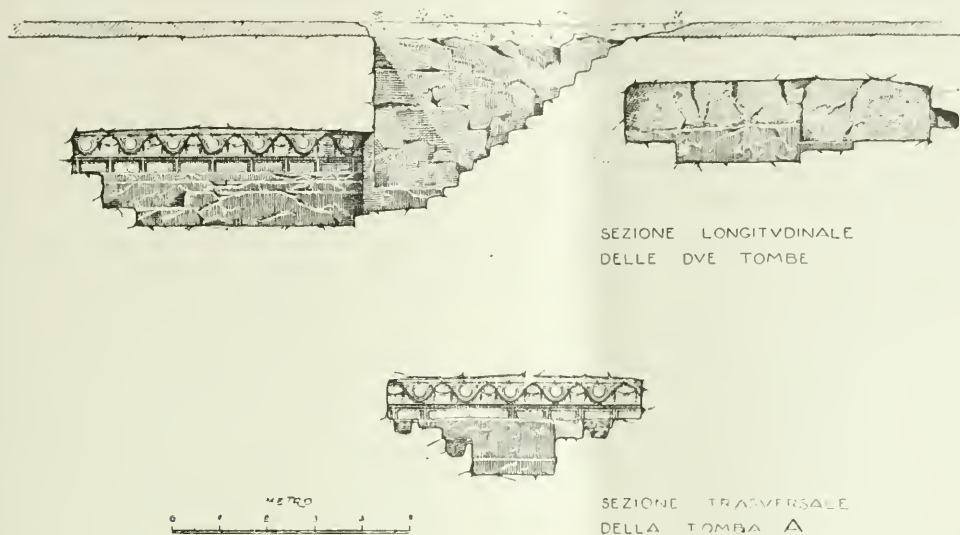 SEZIONE LONGITVDINALE
DELLE DVE TOMBE
METRO
SEZIONE TRASVERSALE
DELLA TOMBA A